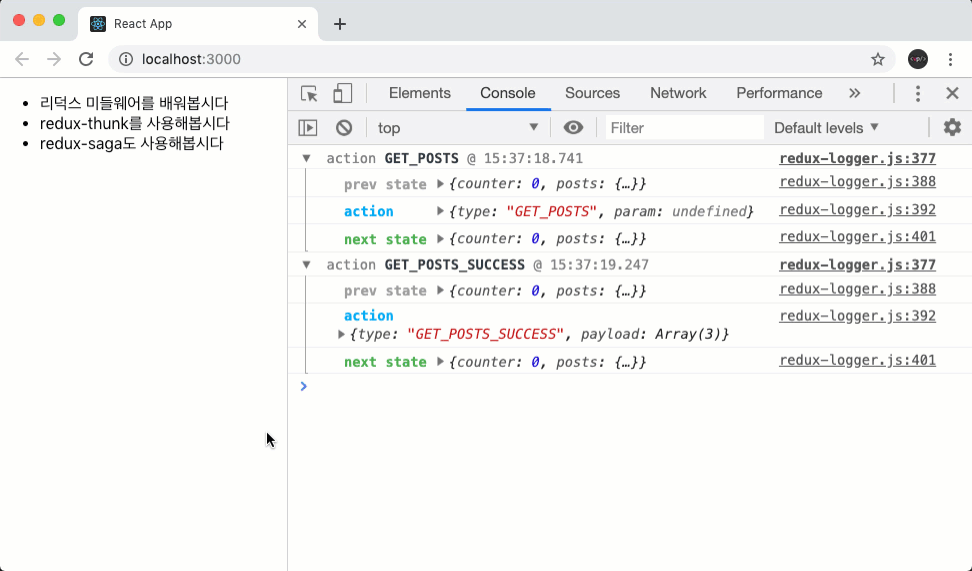 React App
localhost:3000
리덕스 미들웨어를 배워봅시다
redux-thunk를 사용해봅시다
redux-saga도 사용해봅시다
Elements Console Sources Network Performance »
top Filter Default levels
action GET_POSTS @ 15:37:18.741 redux-logger.js:377
prev state {counter: 0, posts: {…}} redux-logger.js:388
action {type: "GET_POSTS", param: undefined} redux-logger.js:392
next state {counter: 0, posts: {…}} redux-logger.js:401
action GET_POSTS_SUCCESS @ 15:37:19.247 redux-logger.js:377
prev state {counter: 0, posts: {…}} redux-logger.js:388
action redux-logger.js:392
{type: "GET_POSTS_SUCCESS", payload: Array(3)}
next state {counter: 0, posts: {…}} redux-logger.js:401